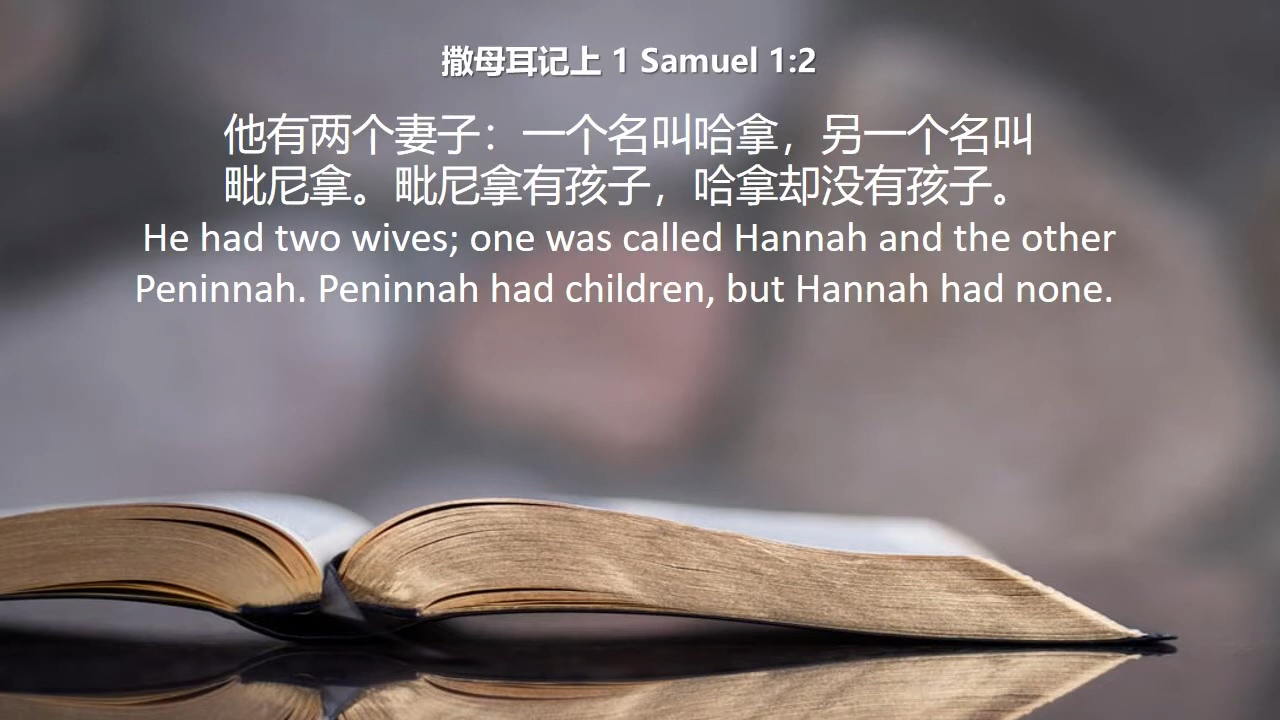 撒母耳记上 1 Samuel 1:2
他有两个妻子：一个名叫哈拿，另一个名叫
毗尼拿。毗尼拿有孩子，哈拿却没有孩子。
He had two wives; one was called Hannah and the other
Peninnah. Peninnah had children, but Hannah had none.